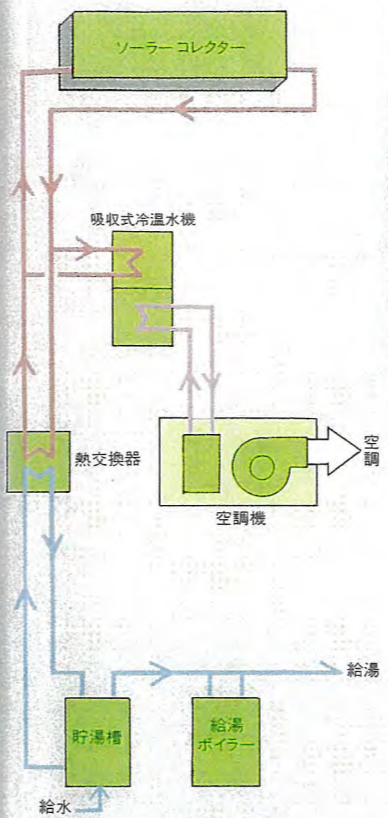 ソーラーコレクター
吸収式冷温水機
熱交換器
空調
空調機
給湯
貯湯槽
給湯
ボイラー
給水